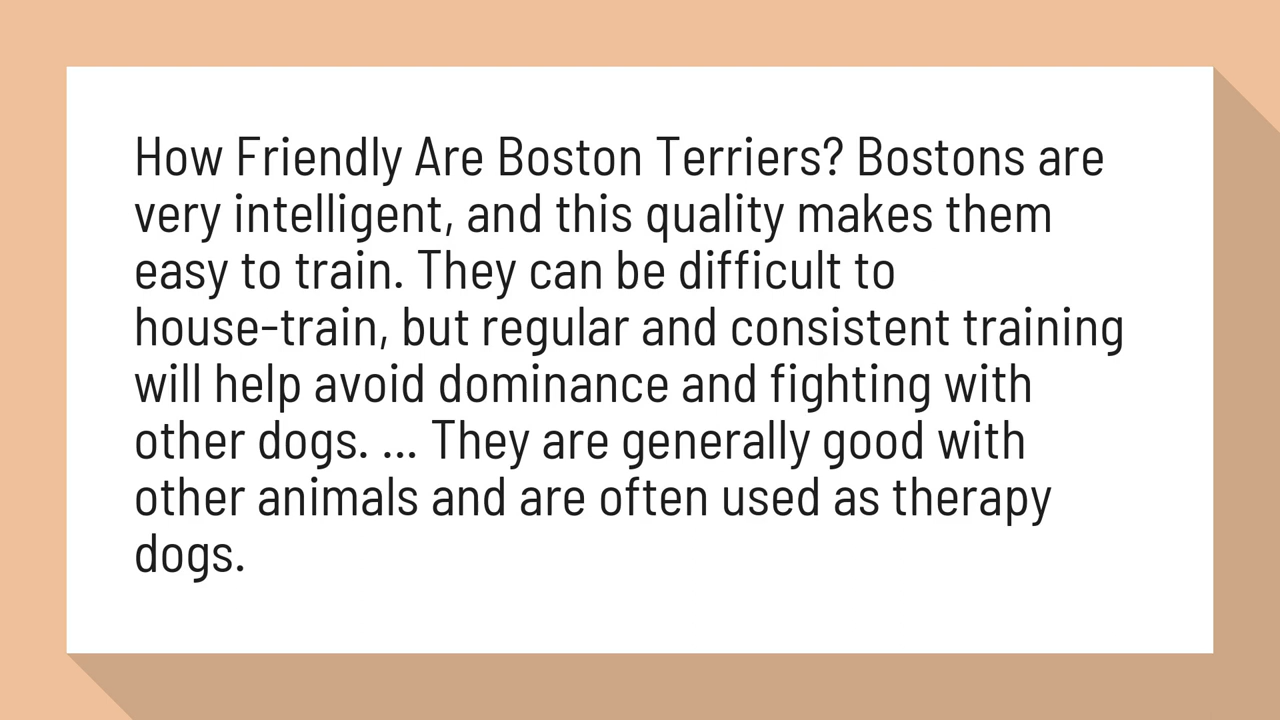 How Friendly Are Boston Terriers? Bostons are
very intelligent, and this quality makes them
easy to train. They can be difficult to
house-train, but regular and consistent training
will help avoid dominance and fighting with
other dogs. ... They are generally good with
other animals and are often used as therapy
dogs.